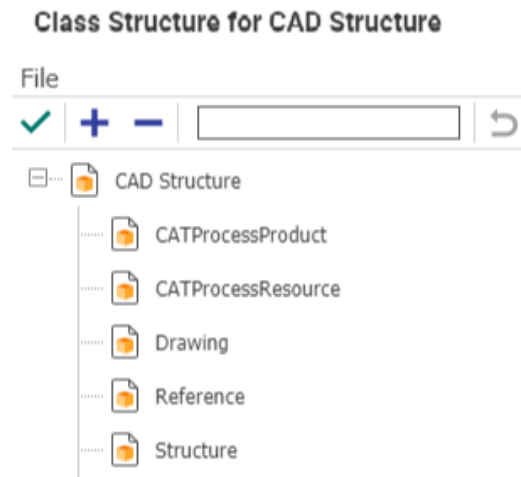 Class Structure for CAD Structure
File
CAD Structure
CATProcessProduct
CATProcessResource
Drawing
Reference
Structure